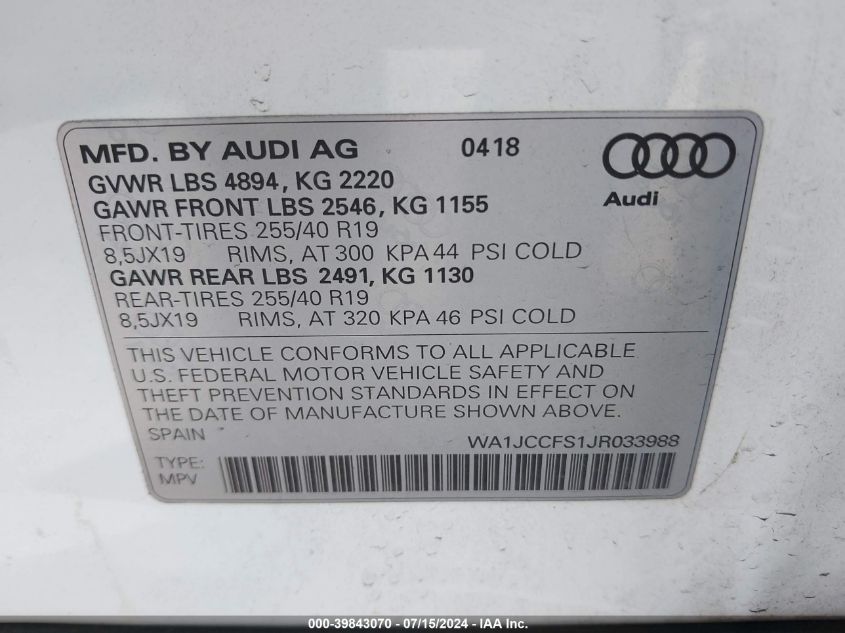 MFD. BY AUDI AG 0418
GVWR LBS 4894, KG 2220
GAWR FRONT LBS 2546, KG 1155
FRONT-TIRES 255/40 R19
8,5JX19 RIMS, AT 300 KPA 44 PSI COLD
GAWR REAR LBS 2491, KG 1130
REAR-TIRES 255/40 R19
8,5JX19 RIMS, AT 320 KPA 46 PSI COLD
Audi
THIS VEHICLE CONFORMS TO ALL APPLICABLE
U.S. FEDERAL MOTOR VEHICLE SAFETY AND
THEFT PREVENTION STANDARDS IN EFFECT ON
THE DATE OF MANUFACTURE SHOWN ABOVE.
SPAIN WA1JCCFS1JR033988
TYPE:
MPV
000-39843070 - 07/15/2024 - IAA Inc.